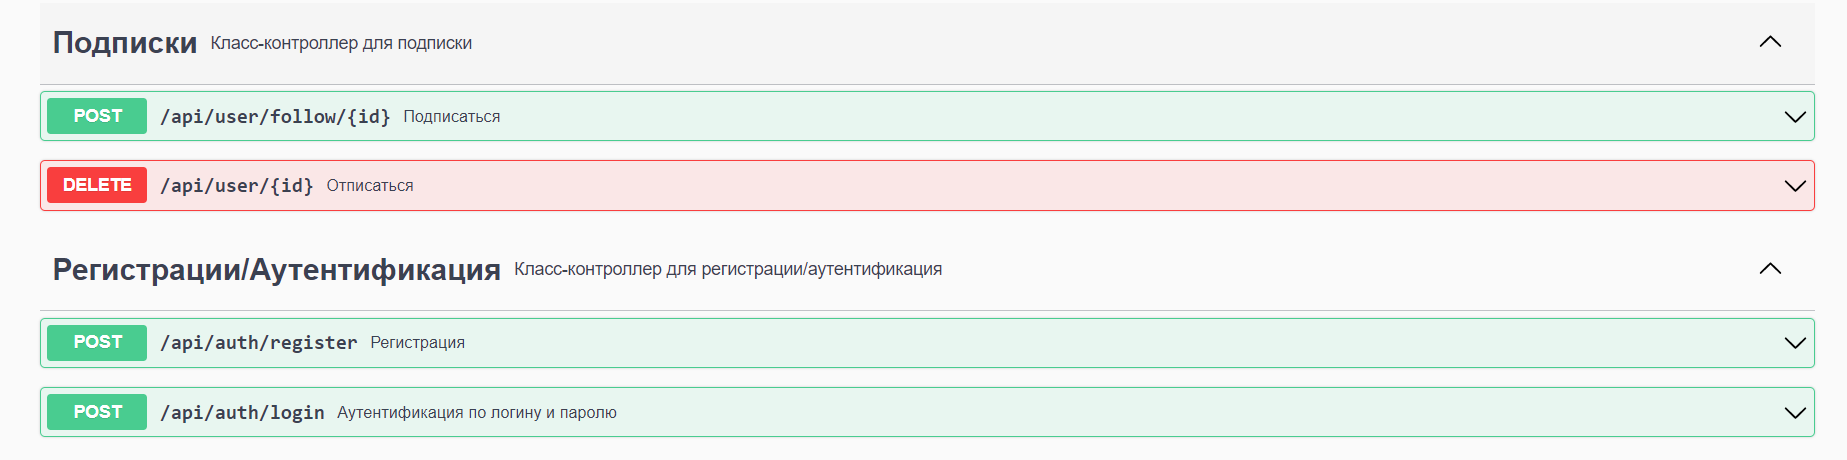 Подписки Класс-контроллер для подписки
POST /api/user/follow/{id} Подписаться
DELETE /api/user/{id} Отписаться
Регистрации/Аутентификация Класс-контроллер для регистрации/аутентификация
POST /api/auth/register Регистрация
POST /api/auth/login Аутентификация по логину и паролю